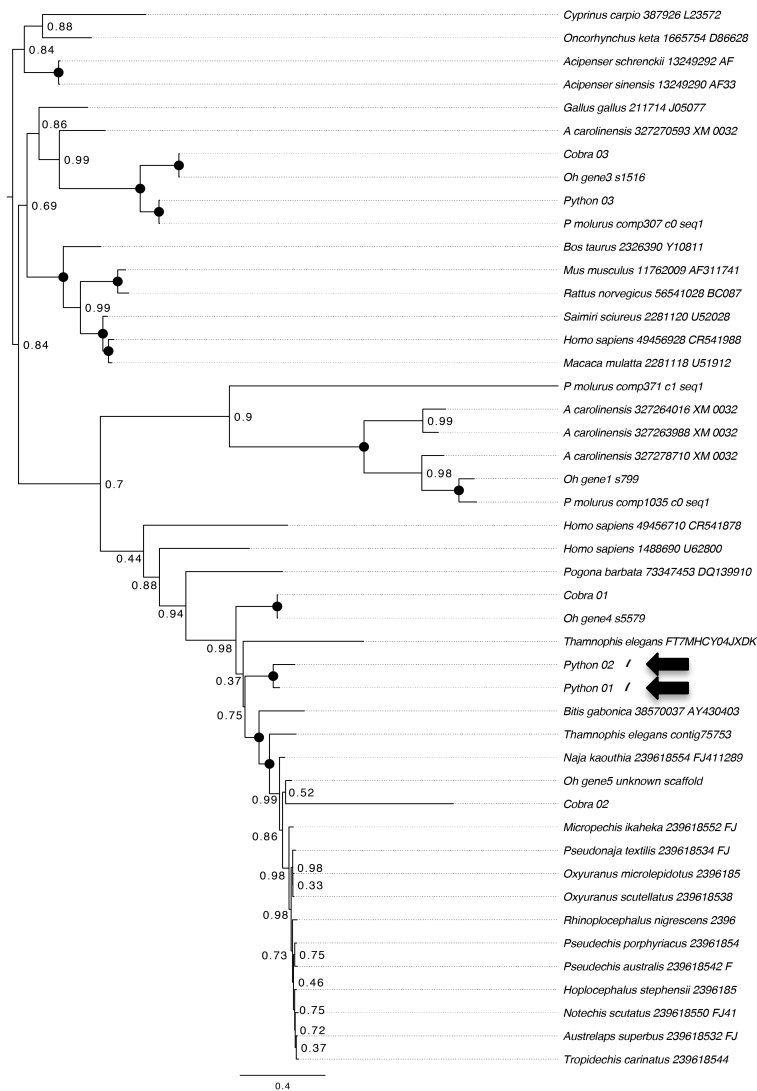 Cyprinus carpio 387926 L23572
0.88
Oncorhynchus keta 1665754 D86628
0.84
Acipenser schrenckii 13249292 AF
Acipenser sinensis 13249290 AF33
Gallus gallus 211714 J05077
0.86
A carolinensis 327270593 XM 0032
Cobra 03
0.99
Oh gene3 s1516
Python 03
0.69
P molurus comp307 c0 seq1
Bos taurus 2326390 Y10811
Mus musculus 11762009 AF311741
Rattus norvegicus 56541028 BC087
0.99
Saimiri sciureus 2281120 U52028
Homo sapiens 49456928 CR541988
0.84
Macaca mulatta 2281118 U51912
P molurus comp371 c1 seq1
A carolinensis 327264016 XM 0032
0.9
0.99
A carolinensis 327263988 XM 0032
A carolinensis 327278710 XM 0032
0.98
Oh gene1 s799
0.7
P molurus comp1035 c0 seq1
Homo sapiens 49456710 CR541878
Homo sapiens 1488690 U62800
0.44
Pogona barbata 73347453 DQ139910
0.88
Cobra 01
0.94
Oh gene4 s5579
Thamnophis elegans FT7MHCY04JXDK
0.98
Python 02
0.37
Python 01
Bitis gabonica 38570037 AY430403
0.75
Thamnophis elegans contig75753
Naja kaouthia 239618554 FJ411289
Oh gene5 unknown scaffold
0.52
0.99
Cobra 02
Micropechis ikaheka 239618552 FJ
0.86
Pseudonaja textilis 239618534 FJ
0.98
Oxyuranus microlepidotus 2396185
0.98
0.33
Oxyuranus scutellatus 239618538
0.98
Rhinoplocephalus nigrescens 2396
Pseudechis porphyriacus 23961854
0.73
0.75
Pseudechis australis 239618542 F
0.46
Hoplocephalus stephensii 2396185
0.75
Notechis scutatus 239618550 FJ41
0.72
Austrelaps superbus 239618532 FJ
0.37
Tropidechis carinatus 239618544
0.4